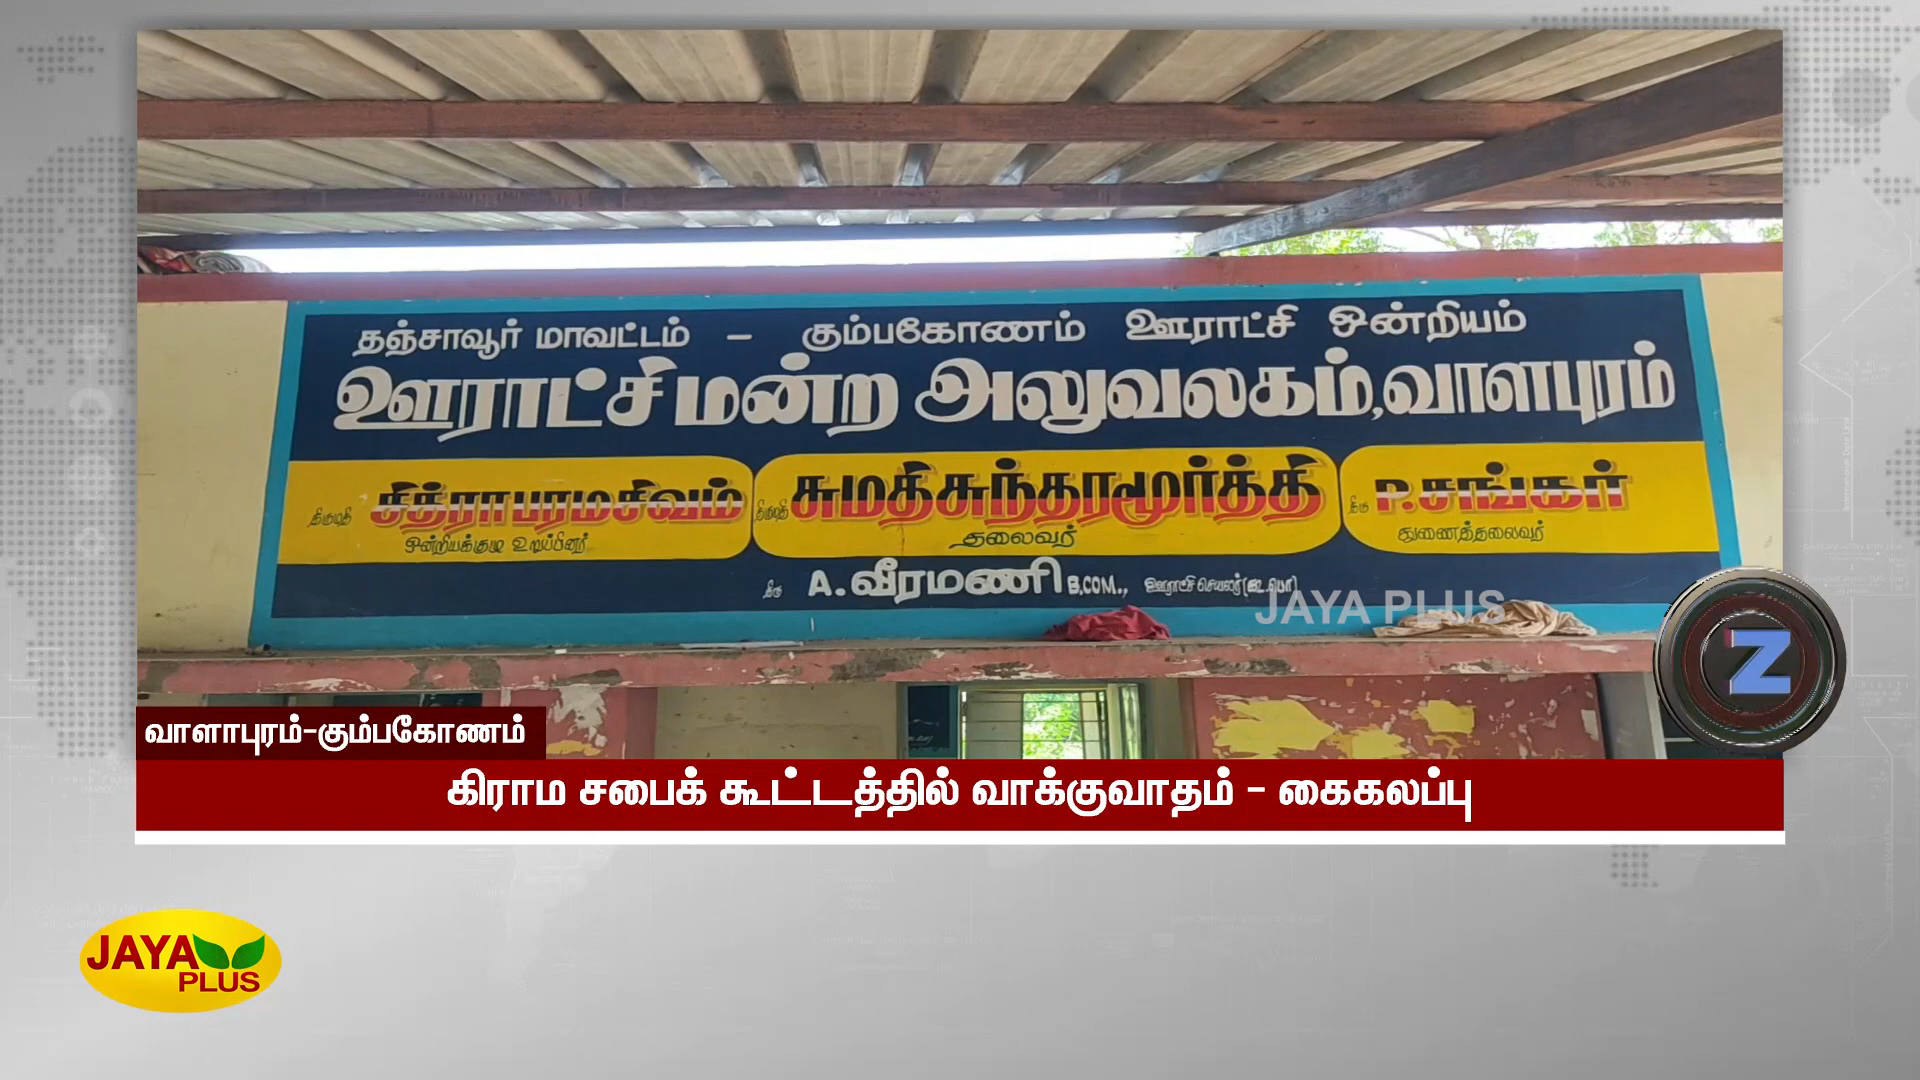 தஞ்சாவூர் மாவட்டம் - கும்பகோணம் ஊராட்சி ஒன்றியம்
ஊராட்சி மன்ற அலுவலகம், வாளபுரம்
திருமதி சித்ராபரமசிவம்
ஒன்றியக்குழு உறுப்பினர்
திருமதி சுமதிசுந்தரமூர்த்தி
தலைவர்
திரு P.சங்கர்
துணைத்தலைவர்
திரு A.வீரமணி B.COM., ஊராட்சி செயலர் (கூ.பொ)
JAYA PLUS
Z
வாளாபுரம்-கும்பகோணம்
கிராம சபைக் கூட்டத்தில் வாக்குவாதம் - கைகலப்பு
JAYA
PLUS